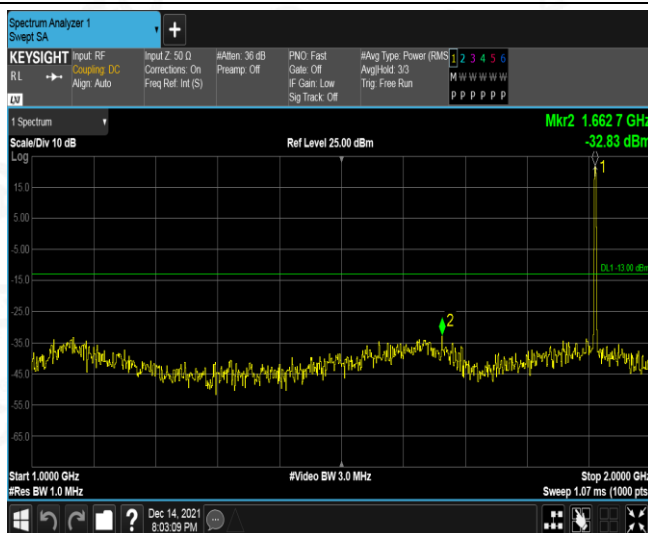 Spectrum Analyzer 1
Swept SA
+
KEYSIGHT
RL
LXI
Input: RF
Coupling: DC
Align: Auto
Input Z: 50 Ω
Corrections: On
Freq Ref: Int (S)
#Atten: 36 dB
Preamp: Off
PNO: Fast
Gate: Off
IF Gain: Low
Sig Track: Off
#Avg Type: Power (RMS
Avg|Hold: 3/3
Trig: Free Run
1 2 3 4 5 6
M W W W W W
P P P P P P
1 Spectrum
Mkr2 1.662 7 GHz
Scale/Div 10 dB
Ref Level 25.00 dBm
-32.83 dBm
Log
1
15.0
5.00
-5.00
DL1 -13.00 dBm
-15.0
-25.0
2
-35.0
-45.0
-55.0
-65.0
Start 1.0000 GHz
#Video BW 3.0 MHz
Stop 2.0000 GHz
#Res BW 1.0 MHz
Sweep 1.07 ms (1000 pts
?
Dec 14, 2021
8:03:09 PM